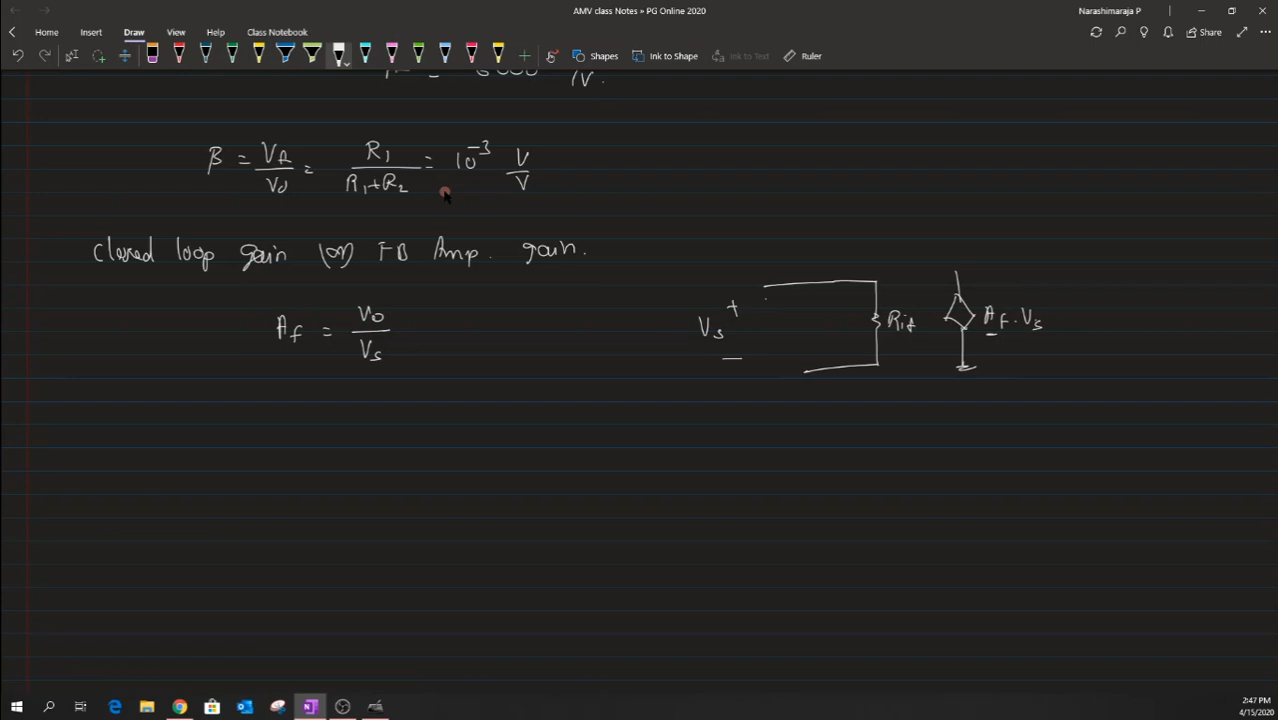 AMV class Notes » PG Online 2020
Narashimaraja P
Home Insert Draw View Help Class Notebook
Share
Shapes Ink to Shape Ink to Text Ruler
β = VA/Vo = R1/(R1+R2) = 10^-3 V/V
Closed loop gain (or) FB Amp. gain.
Af = Vo/Vs
Vs + - Rif Af.Vs
2:47 PM
4/15/2020